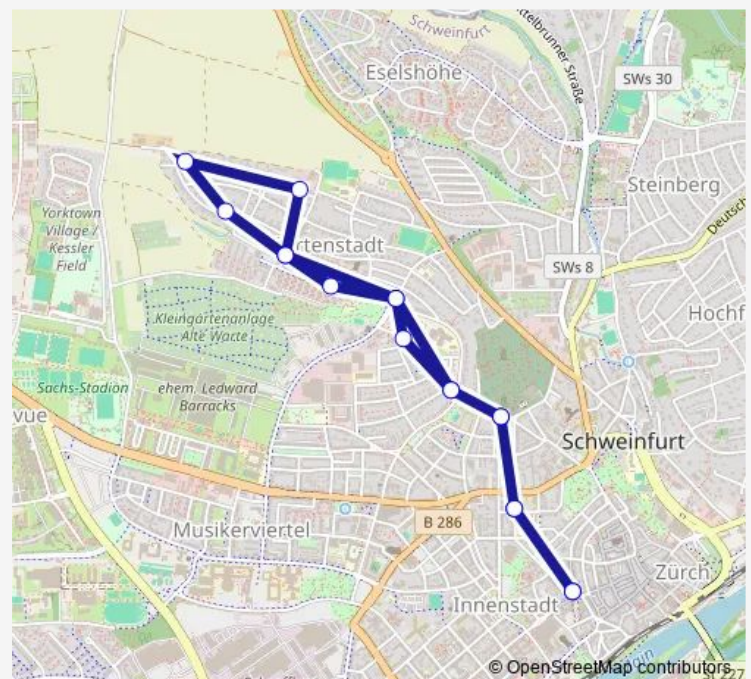 Schweinfurt
Eselshöhe
SWs 30
Steinberg
Yorktown
Village /
Kessler
Field
rtenstadt
SWs 8
Deutsch
Hochf
Kleingartenanlage
Alte Warte
Sachs-Stadion
ehem. Ledward
Barracks
vue
Schweinfurt
B 286
Musikerviertel
Zürch
Innenstadt
© OpenStreetMap contributors